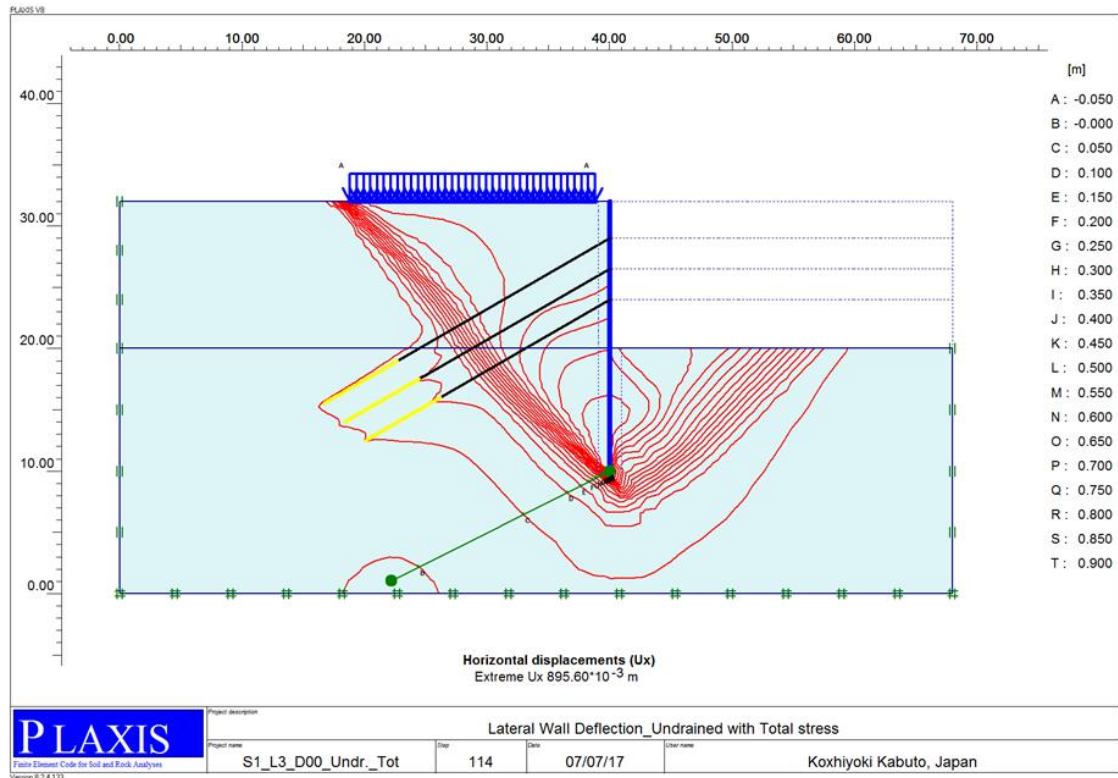 PLAXIS V8
0.00 10.00 20.00 30.00 40.00 50.00 60.00 70.00
40.00
30.00
20.00
10.00
0.00
A A
[m]
A : -0.050
B : -0.000
C : 0.050
D : 0.100
E : 0.150
F : 0.200
G : 0.250
H : 0.300
I : 0.350
J : 0.400
K : 0.450
L : 0.500
M : 0.550
N : 0.600
O : 0.650
P : 0.700
Q : 0.750
R : 0.800
S : 0.850
T : 0.900
E
D
C
B
Horizontal displacements (Ux)
Extreme Ux 895.60*10⁻³ m
PLAXIS
Finite Element Code for Soil and Rock Analyses
Version 8.2.4.133
Project description
Lateral Wall Deflection_Undrained with Total stress
Project name
S1_L3_D00_Undr._Tot
Step
114
Date
07/07/17
User name
Koxhiyoki Kabuto, Japan